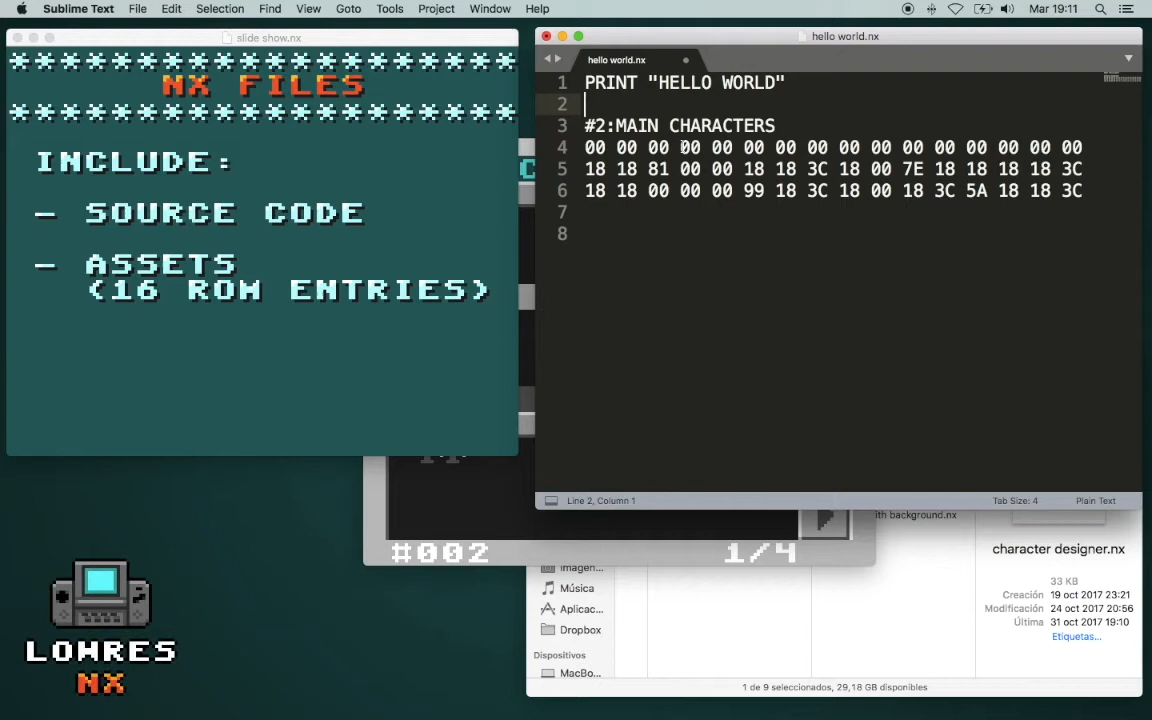 Sublime Text File Edit Selection Find View Goto Tools Project Window Help Mar 19:11
slide show.nx
****************************
NX FILES
****************************
INCLUDE:
- SOURCE CODE
- ASSETS
(16 ROM ENTRIES)
hello world.nx
hello world.nx
1 PRINT "HELLO WORLD"
2
3 #2:MAIN CHARACTERS
4 00 00 00 00 00 00 00 00 00 00 00 00 00 00 00 00
5 18 18 81 00 00 18 18 3C 18 00 7E 18 18 18 18 3C
6 18 18 00 00 00 99 18 3C 18 00 18 3C 5A 18 18 3C
7
8
Line 2, Column 1 Tab Size: 4 Plain Text
C
#002 1/4
Imágen...
Música
Aplicac...
Dropbox
Dispositivos
MacBo...
ith background.nx
character designer.nx
33 KB
Creación 19 oct 2017 23:21
Modificación 24 oct 2017 20:56
Última 31 oct 2017 19:10
Etiquetas...
1 de 9 seleccionados, 29,18 GB disponibles
LOWRES
NX